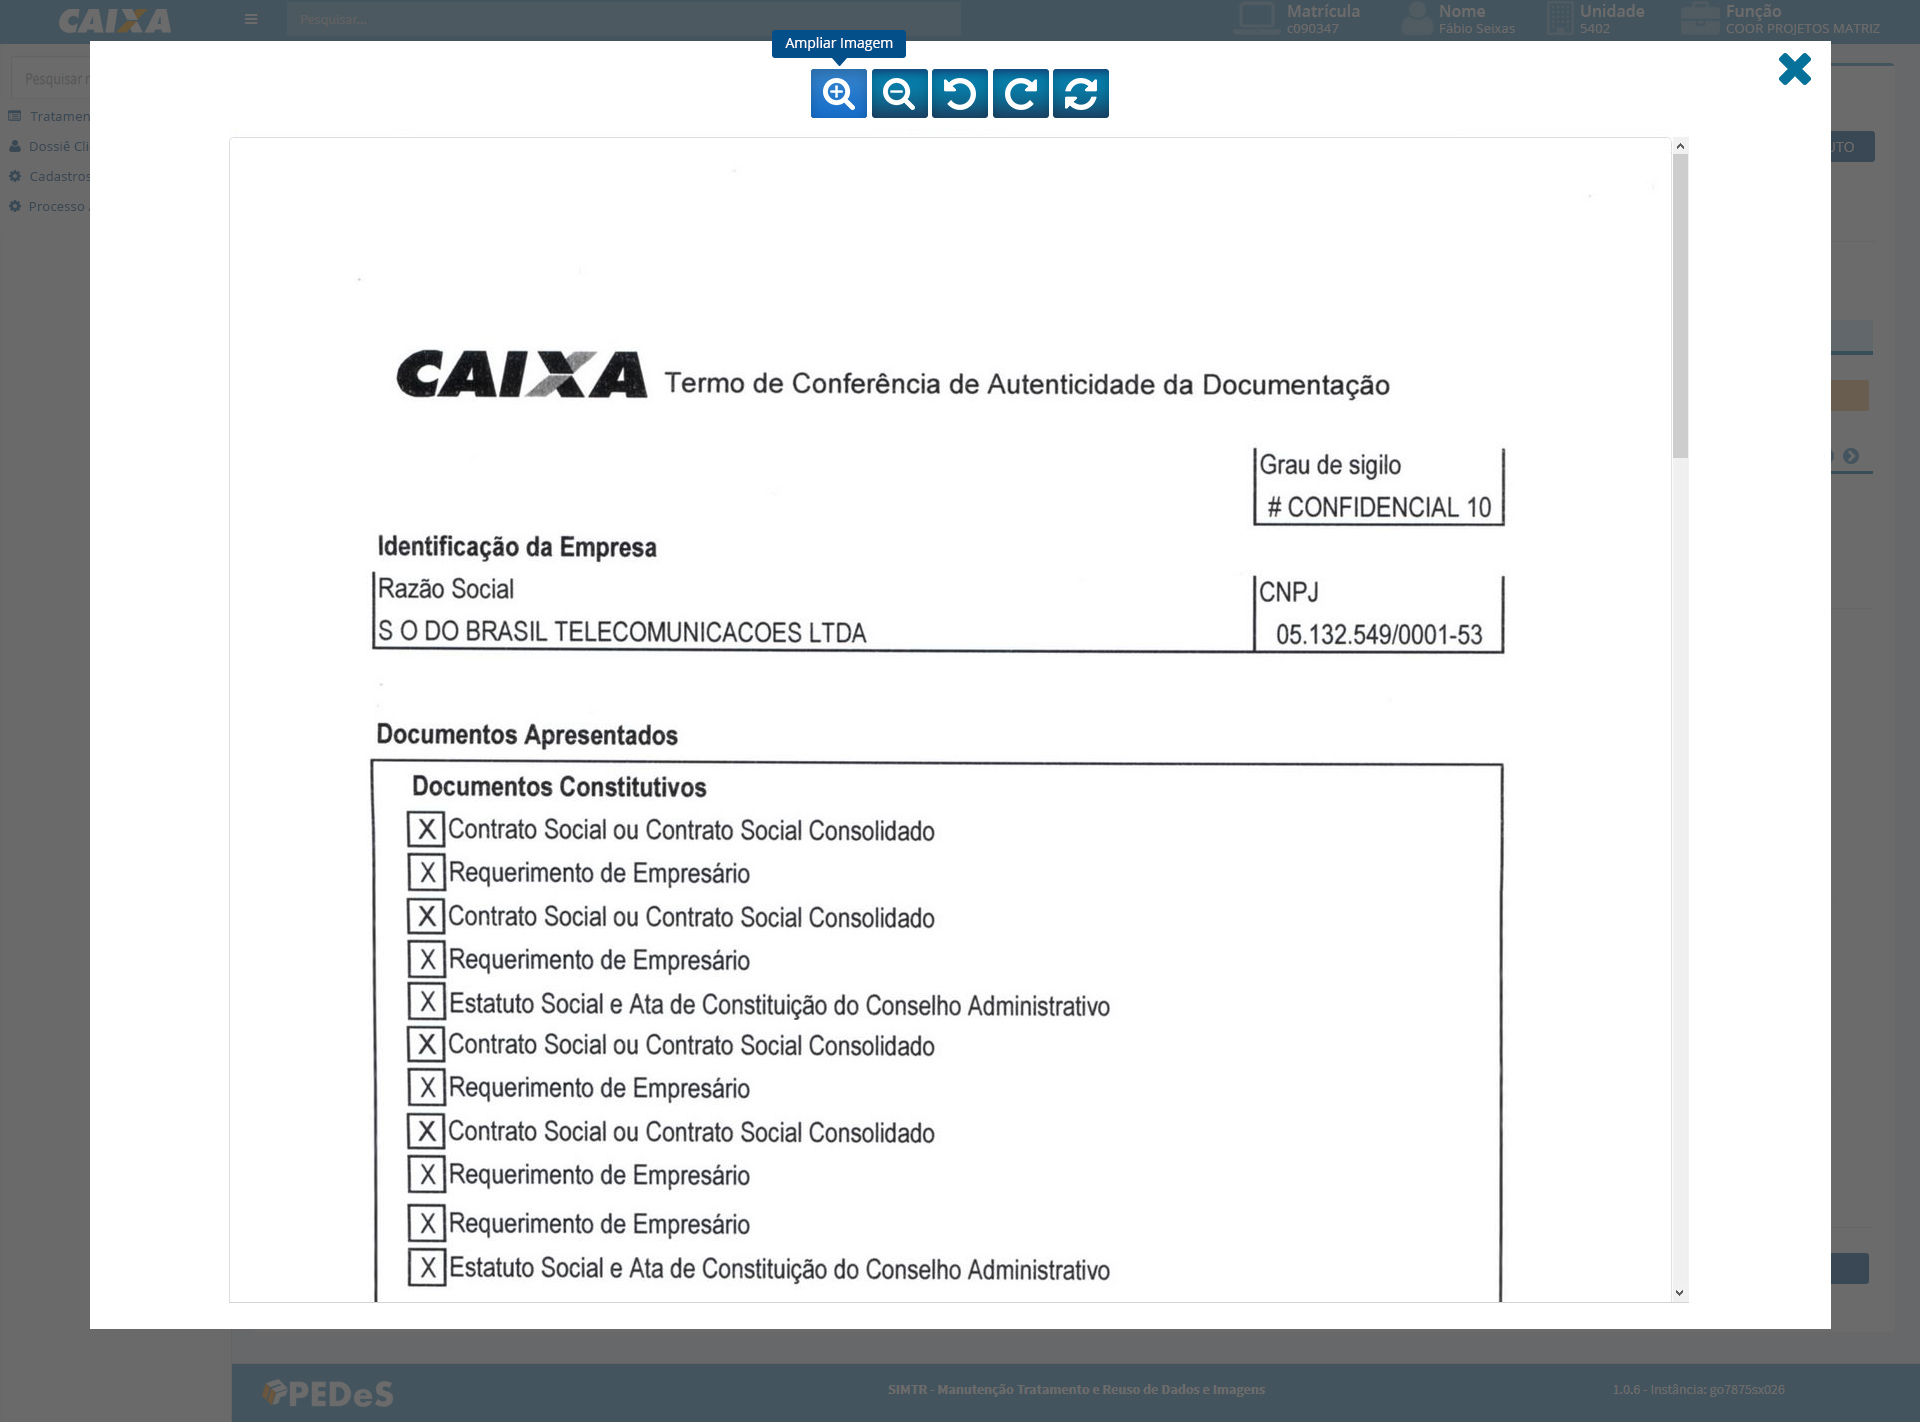 CAIXA
Pesquisar...
Matrícula
c090347
Nome
Fábio Seixas
Unidade
5402
Função
COOR PROJETOS MATRIZ
Ampliar Imagem
Pesquisar
Tratamen
Dossiê Cli
Cadastros
Processo
UTO
CAIXA Termo de Conferência de Autenticidade da Documentação
Grau de sigilo
# CONFIDENCIAL 10
Identificação da Empresa
Razão Social
S O DO BRASIL TELECOMUNICACOES LTDA
CNPJ
05.132.549/0001-53
Documentos Apresentados
Documentos Constitutivos
X Contrato Social ou Contrato Social Consolidado
X Requerimento de Empresário
X Contrato Social ou Contrato Social Consolidado
X Requerimento de Empresário
X Estatuto Social e Ata de Constituição do Conselho Administrativo
X Contrato Social ou Contrato Social Consolidado
X Requerimento de Empresário
X Contrato Social ou Contrato Social Consolidado
X Requerimento de Empresário
X Requerimento de Empresário
X Estatuto Social e Ata de Constituição do Conselho Administrativo
PEDeS
SIMTR - Manutenção Tratamento e Reuso de Dados e Imagens
1.0.6 - Instância: go7875sx026